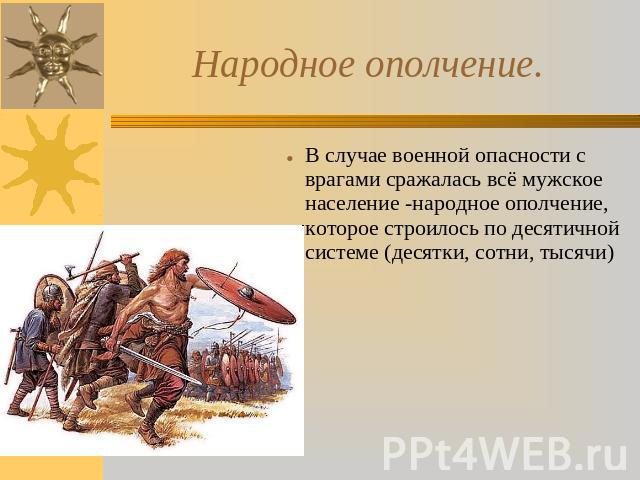 Народное ополчение.
В случае военной опасности с
врагами сражалась всё мужское
население -народное ополчение,
которое строилось по десятичной
системе (десятки, сотни, тысячи)
PPt4WEB.ru